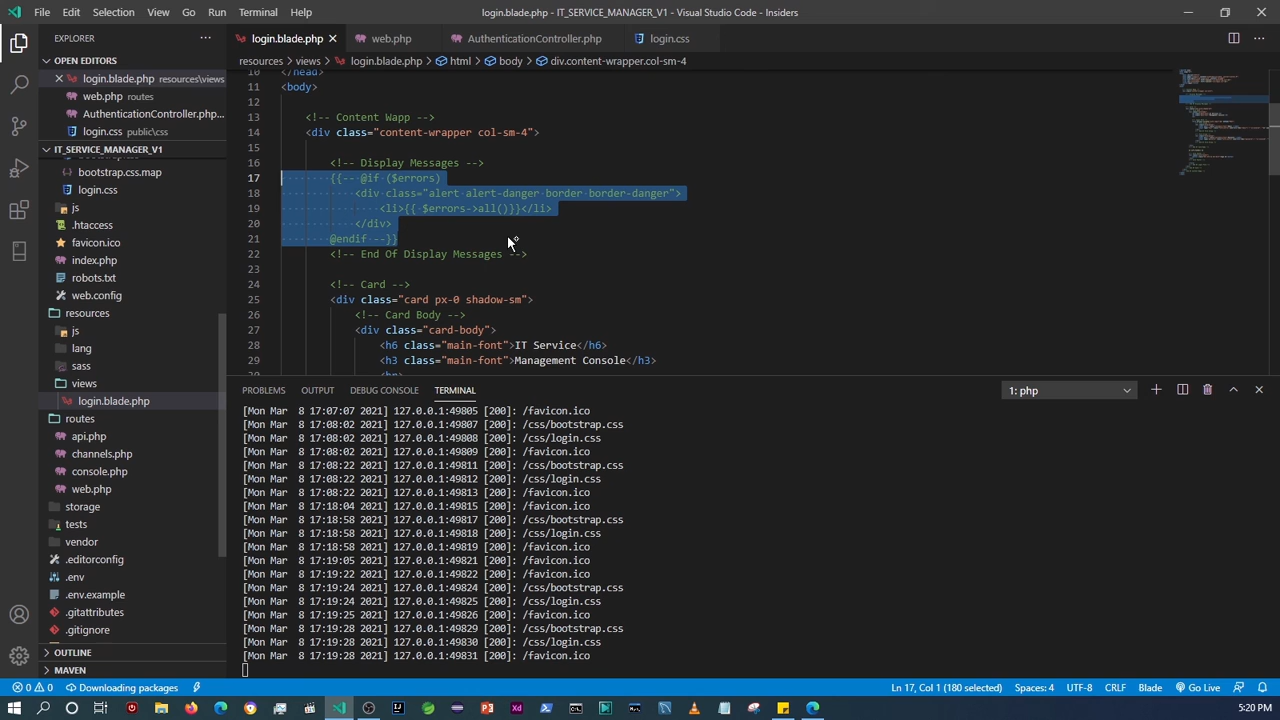 File Edit Selection View Go Run Terminal Help
login.blade.php - IT_SERVICE_MANAGER_V1 - Visual Studio Code - Insiders
EXPLORER
OPEN EDITORS
login.blade.php resources\views
web.php routes
AuthenticationController.php...
login.css public\css
IT_SERVICE_MANAGER_V1
bootstrap.css.map
login.css
js
.htaccess
favicon.ico
index.php
robots.txt
web.config
resources
js
lang
sass
views
login.blade.php
routes
api.php
channels.php
console.php
web.php
storage
tests
vendor
.editorconfig
.env
.env.example
.gitattributes
.gitignore
OUTLINE
MAVEN
login.blade.php web.php AuthenticationController.php login.css
resources > views > login.blade.php > html > body > div.content-wrapper.col-sm-4
10 </head>
11 <body>
12
13 <!-- Content Wapp -->
14 <div class="content-wrapper col-sm-4">
15
16 <!-- Display Messages -->
17 {{-- @if ($errors)
18 <div class="alert alert-danger border border-danger">
19 <li>{{ $errors->all()}}</li>
20 </div>
21 @endif --}}
22 <!-- End Of Display Messages -->
23
24 <!-- Card -->
25 <div class="card px-0 shadow-sm">
26 <!-- Card Body -->
27 <div class="card-body">
28 <h6 class="main-font">IT Service</h6>
29 <h3 class="main-font">Management Console</h3>
<hr>
PROBLEMS OUTPUT DEBUG CONSOLE TERMINAL 1: php
[Mon Mar  8 17:07:07 2021] 127.0.0.1:49805 [200]: /favicon.ico
[Mon Mar  8 17:08:02 2021] 127.0.0.1:49807 [200]: /css/bootstrap.css
[Mon Mar  8 17:08:02 2021] 127.0.0.1:49808 [200]: /css/login.css
[Mon Mar  8 17:08:02 2021] 127.0.0.1:49809 [200]: /favicon.ico
[Mon Mar  8 17:08:22 2021] 127.0.0.1:49811 [200]: /css/bootstrap.css
[Mon Mar  8 17:08:22 2021] 127.0.0.1:49812 [200]: /css/login.css
[Mon Mar  8 17:08:22 2021] 127.0.0.1:49813 [200]: /favicon.ico
[Mon Mar  8 17:18:04 2021] 127.0.0.1:49815 [200]: /favicon.ico
[Mon Mar  8 17:18:58 2021] 127.0.0.1:49817 [200]: /css/bootstrap.css
[Mon Mar  8 17:18:58 2021] 127.0.0.1:49818 [200]: /css/login.css
[Mon Mar  8 17:18:58 2021] 127.0.0.1:49819 [200]: /favicon.ico
[Mon Mar  8 17:19:05 2021] 127.0.0.1:49821 [200]: /favicon.ico
[Mon Mar  8 17:19:22 2021] 127.0.0.1:49822 [200]: /favicon.ico
[Mon Mar  8 17:19:24 2021] 127.0.0.1:49824 [200]: /css/bootstrap.css
[Mon Mar  8 17:19:24 2021] 127.0.0.1:49825 [200]: /css/login.css
[Mon Mar  8 17:19:25 2021] 127.0.0.1:49826 [200]: /favicon.ico
[Mon Mar  8 17:19:28 2021] 127.0.0.1:49829 [200]: /css/bootstrap.css
[Mon Mar  8 17:19:28 2021] 127.0.0.1:49830 [200]: /css/login.css
[Mon Mar  8 17:19:28 2021] 127.0.0.1:49831 [200]: /favicon.ico
0 0 Downloading packages Ln 17, Col 1 (180 selected) Spaces: 4 UTF-8 CRLF Blade Go Live
5:20 PM